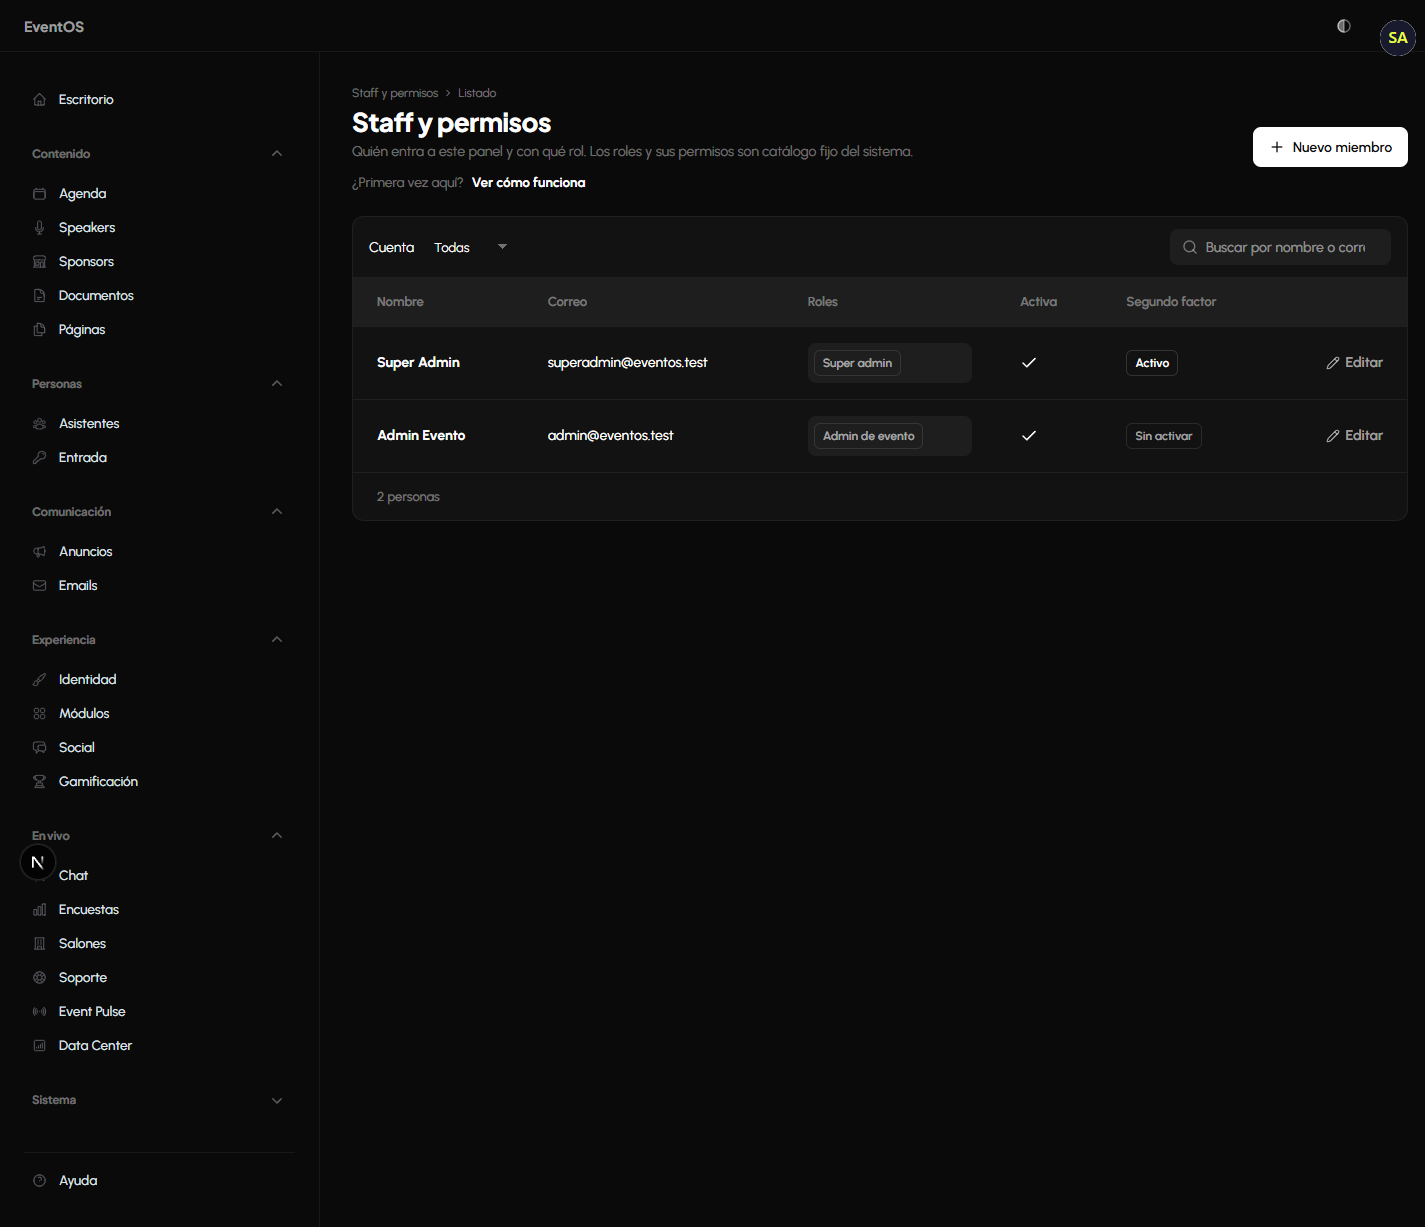 EventOS
SA
Escritorio
Contenido
Agenda
Speakers
Sponsors
Documentos
Páginas
Personas
Asistentes
Entrada
Comunicación
Anuncios
Emails
Experiencia
Identidad
Módulos
Social
Gamificación
En vivo
N
Chat
Encuestas
Salones
Soporte
Event Pulse
Data Center
Sistema
Ayuda
Staff y permisos > Listado
Staff y permisos
Quién entra a este panel y con qué rol. Los roles y sus permisos son catálogo fijo del sistema.
¿Primera vez aquí? Ver cómo funciona
+ Nuevo miembro
Cuenta Todas
Buscar por nombre o corr
Nombre Correo Roles Activa Segundo factor
Super Admin superadmin@eventos.test Super admin Activo Editar
Admin Evento admin@eventos.test Admin de evento Sin activar Editar
2 personas